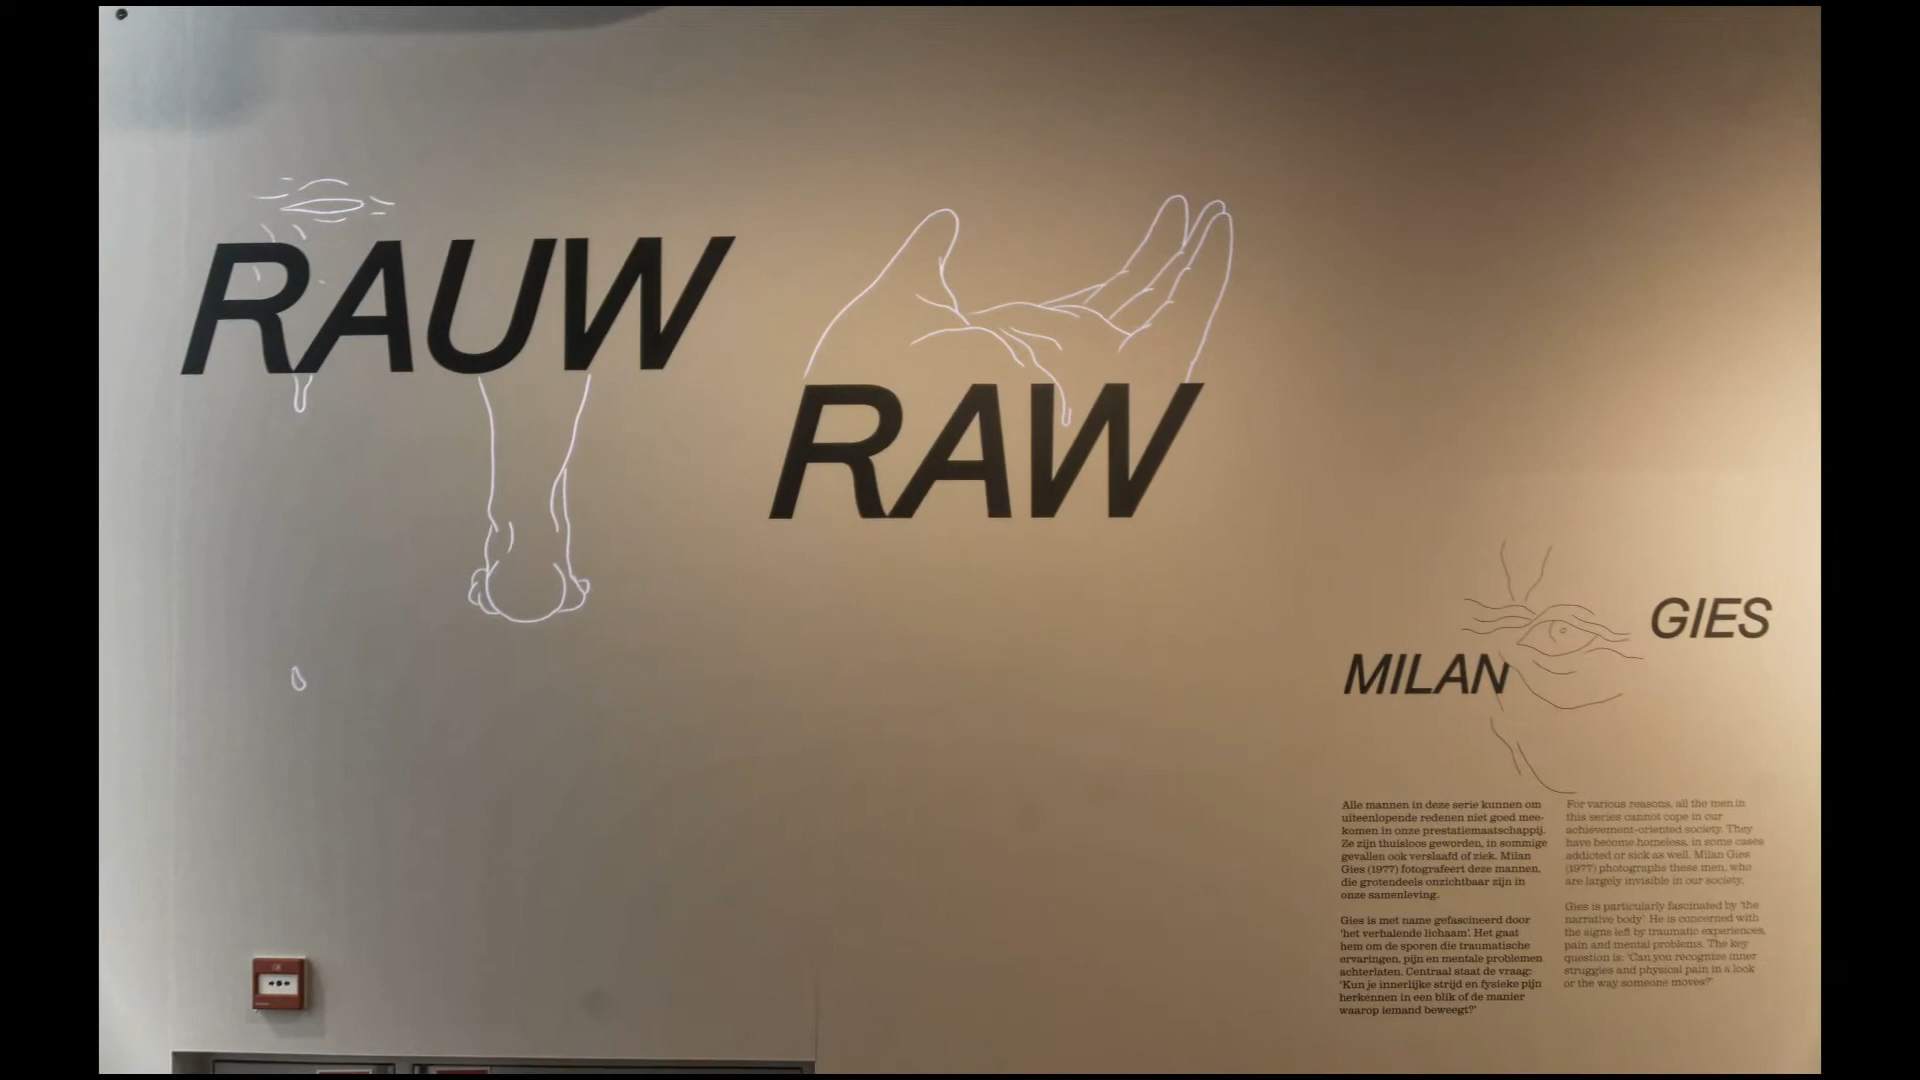 RAUW
RAW
MILAN
GIES
Alle mannen in deze serie kunnen om
uiteenlopende redenen niet goed mee-
komen in onze prestatiemaatschappij.
Ze zijn thuisloos geworden, in sommige
gevallen ook verslaafd of ziek. Milan
Gies (1977) fotografeert deze mannen,
die grotendeels onzichtbaar zijn in
onze samenleving.
Gies is met name gefascineerd door
'het verhalende lichaam'. Het gaat
hem om de sporen die traumatische
ervaringen, pijn en mentale problemen
achterlaten. Centraal staat de vraag:
'Kun je innerlijke strijd en fysieke pijn
herkennen in een blik of de manier
waarop iemand beweegt?'
For various reasons, all the men in
this series cannot cope in our
achievement-oriented society. They
have become homeless, in some cases
addicted or sick as well. Milan Gies
(1977) photographs these men, who
are largely invisible in our society.
Gies is particularly fascinated by 'the
narrative body'. He is concerned with
the signs left by traumatic experiences,
pain and mental problems. The key
question is: 'Can you recognize inner
struggles and physical pain in a look
or the way someone moves?'